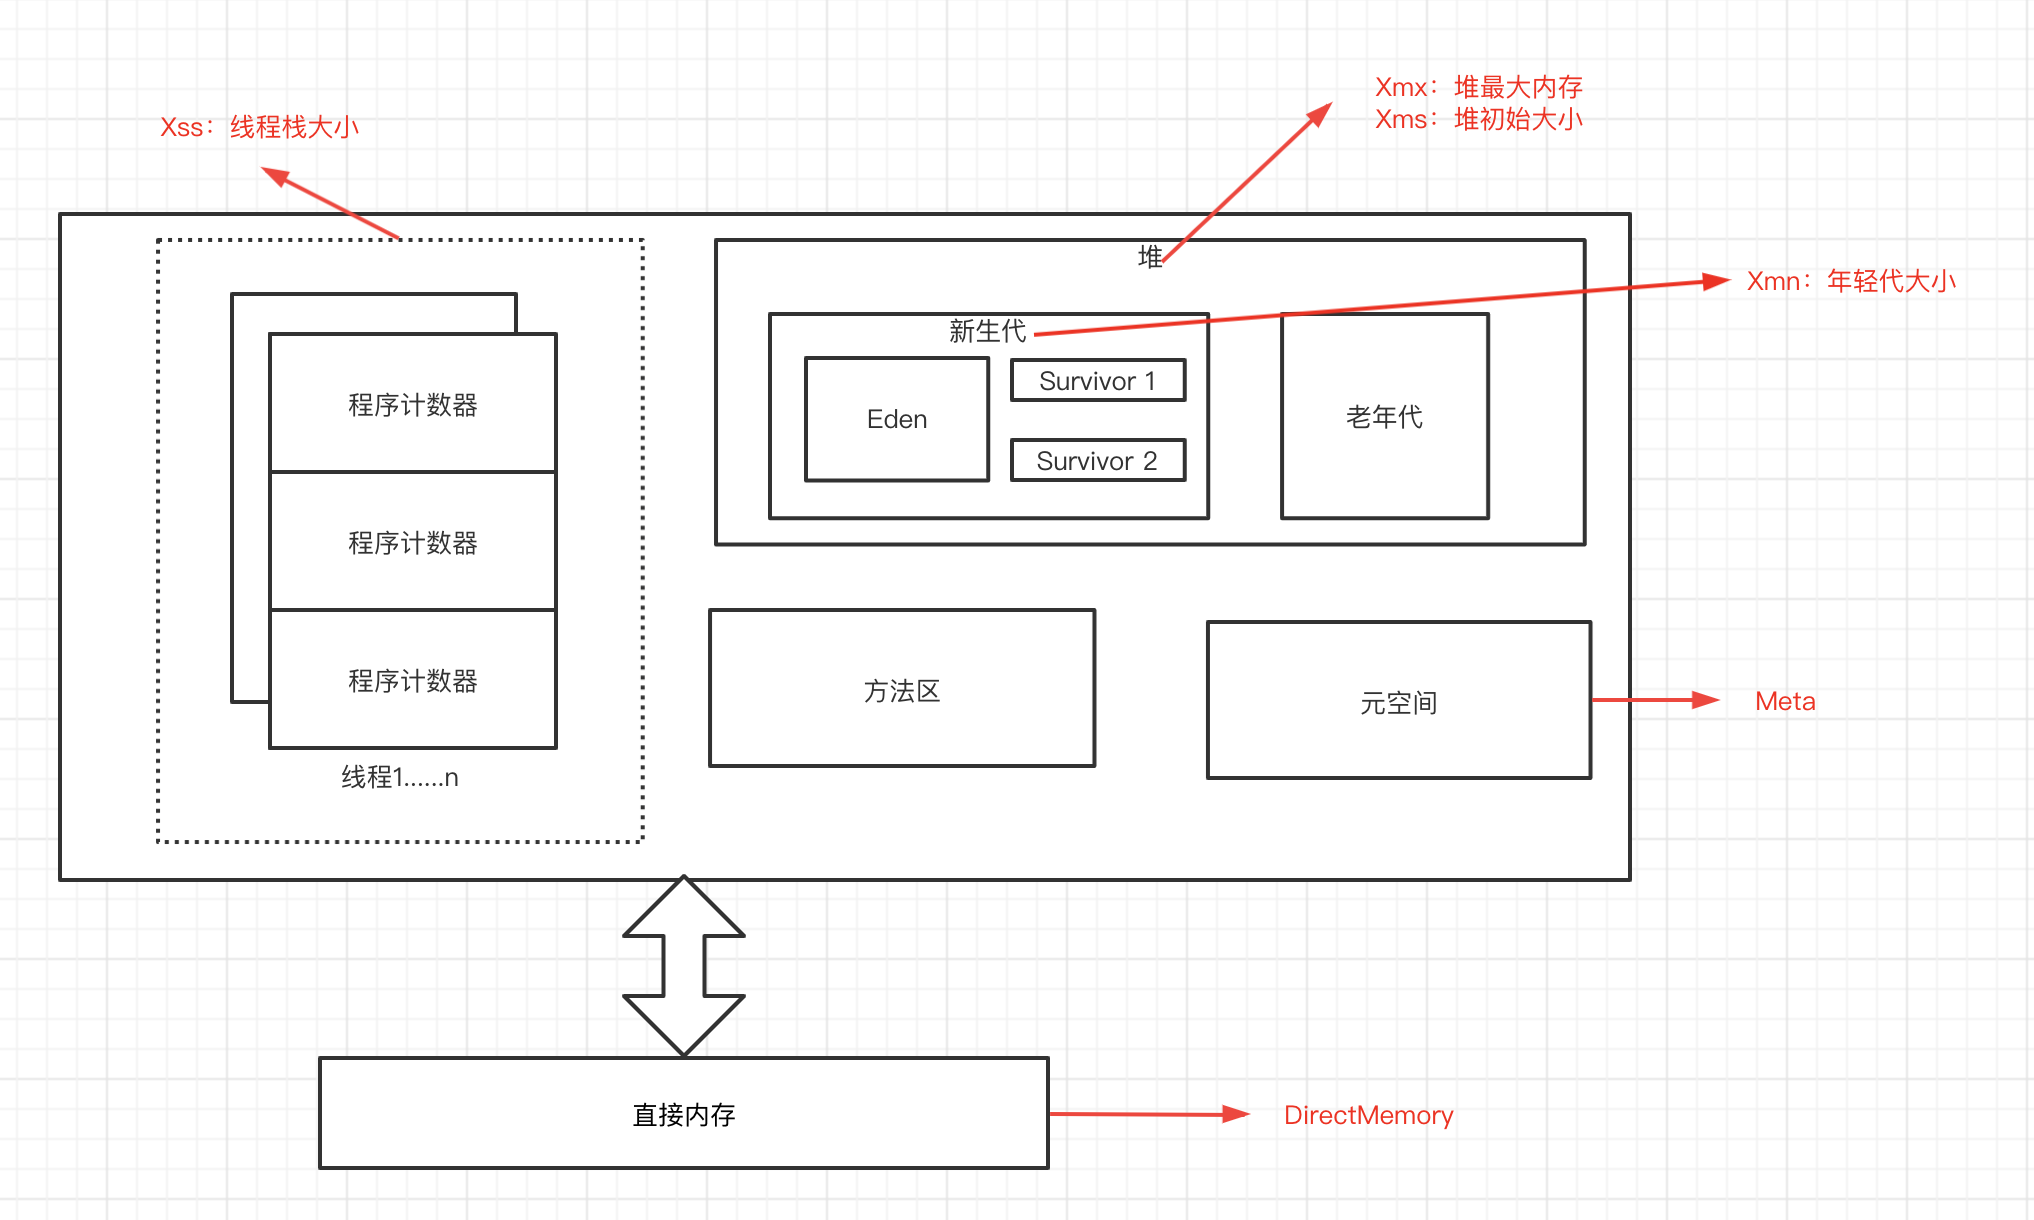 Xmx：堆最大内存
Xms：堆初始大小
Xss：线程栈大小
堆
Xmn：年轻代大小
新生代
Eden
Survivor 1
Survivor 2
老年代
程序计数器
程序计数器
程序计数器
线程1......n
方法区
元空间
Meta
直接内存
DirectMemory